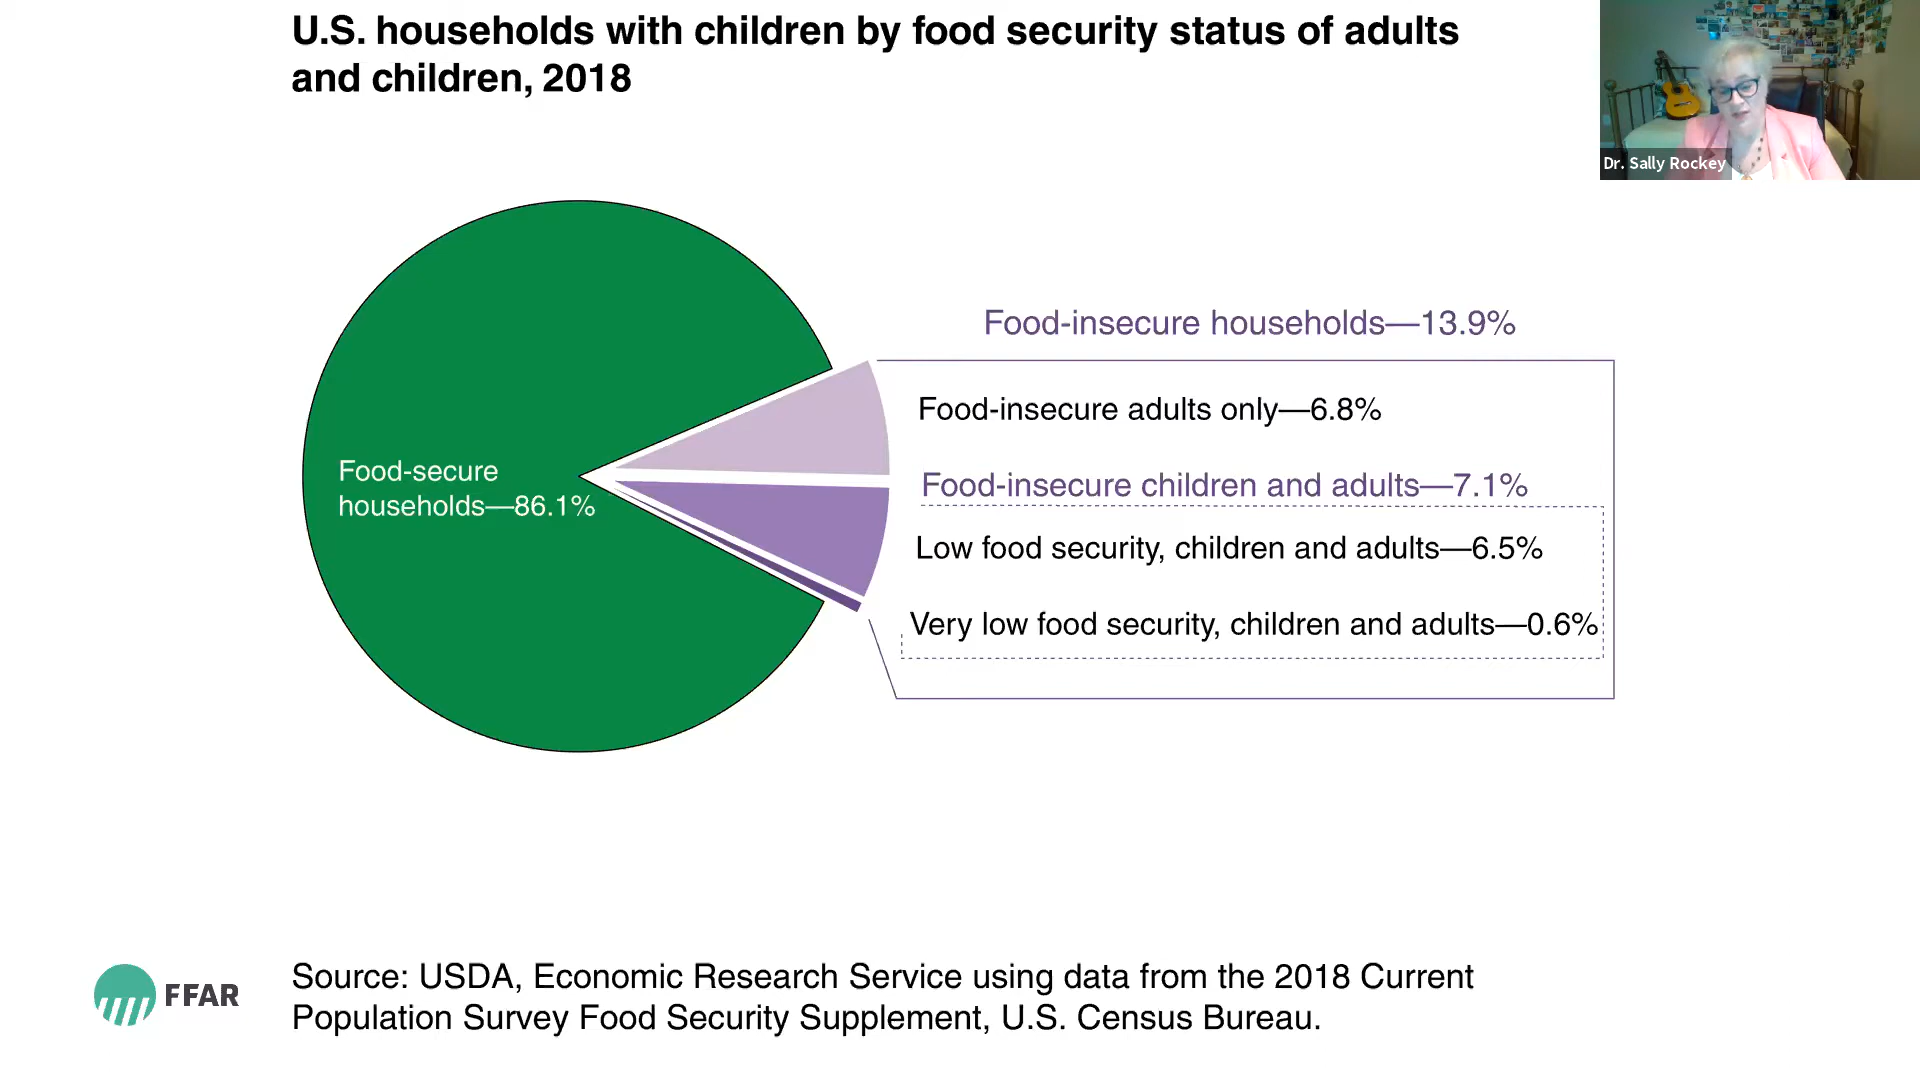 U.S. households with children by food security status of adults
and children, 2018
Dr. Sally Rockey
Food-insecure households—13.9%
Food-insecure adults only—6.8%
Food-secure
households—86.1%
Food-insecure children and adults—7.1%
Low food security, children and adults—6.5%
Very low food security, children and adults—0.6%
FFAR
Source: USDA, Economic Research Service using data from the 2018 Current
Population Survey Food Security Supplement, U.S. Census Bureau.